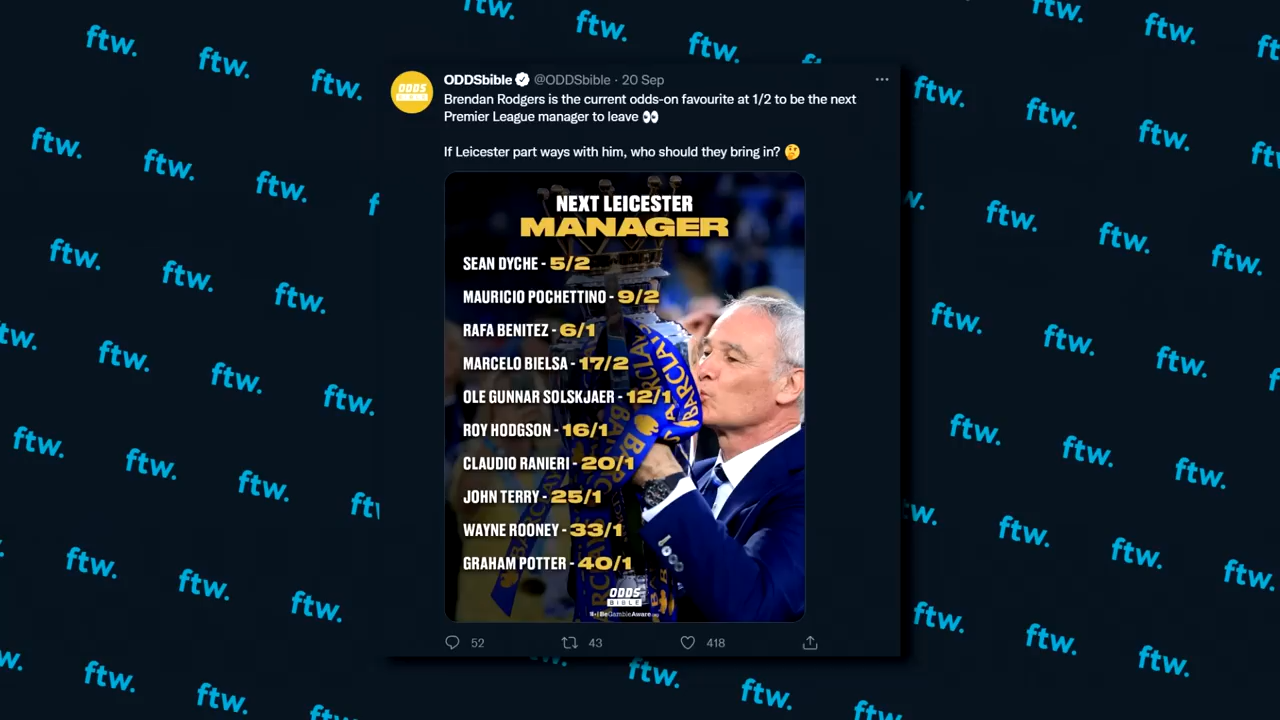 ODDSbible @ODDSbible · 20 Sep
Brendan Rodgers is the current odds-on favourite at 1/2 to be the next
Premier League manager to leave 👀
If Leicester part ways with him, who should they bring in? 🤔
NEXT LEICESTER
MANAGER
SEAN DYCHE - 5/2
MAURICIO POCHETTINO - 9/2
RAFA BENITEZ - 6/1
MARCELO BIELSA - 17/2
OLE GUNNAR SOLSKJAER - 12/1
ROY HODGSON - 16/1
CLAUDIO RANIERI - 20/1
JOHN TERRY - 25/1
WAYNE ROONEY - 33/1
GRAHAM POTTER - 40/1
ODDS
BIBLE
BeGambleAware
52 43 418
BARCLAYS
ftw.